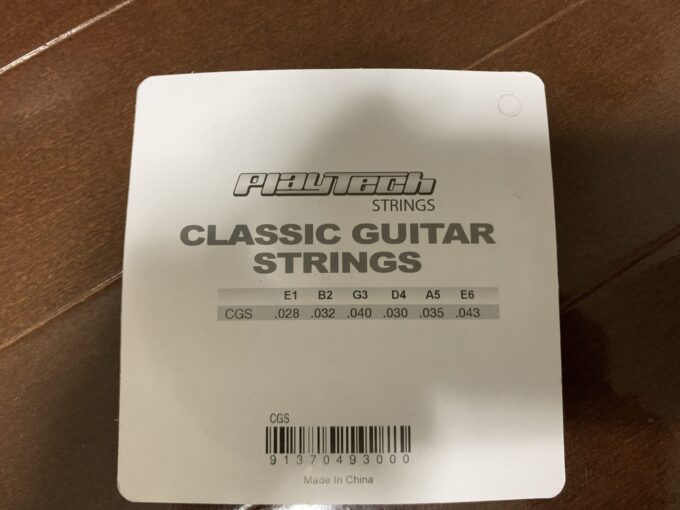 PLAYTECH
STRINGS
CLASSIC GUITAR
STRINGS
E1 B2 G3 D4 A5 E6
CGS .028 .032 .040 .030 .035 .043
CGS
91370493000
Made in China